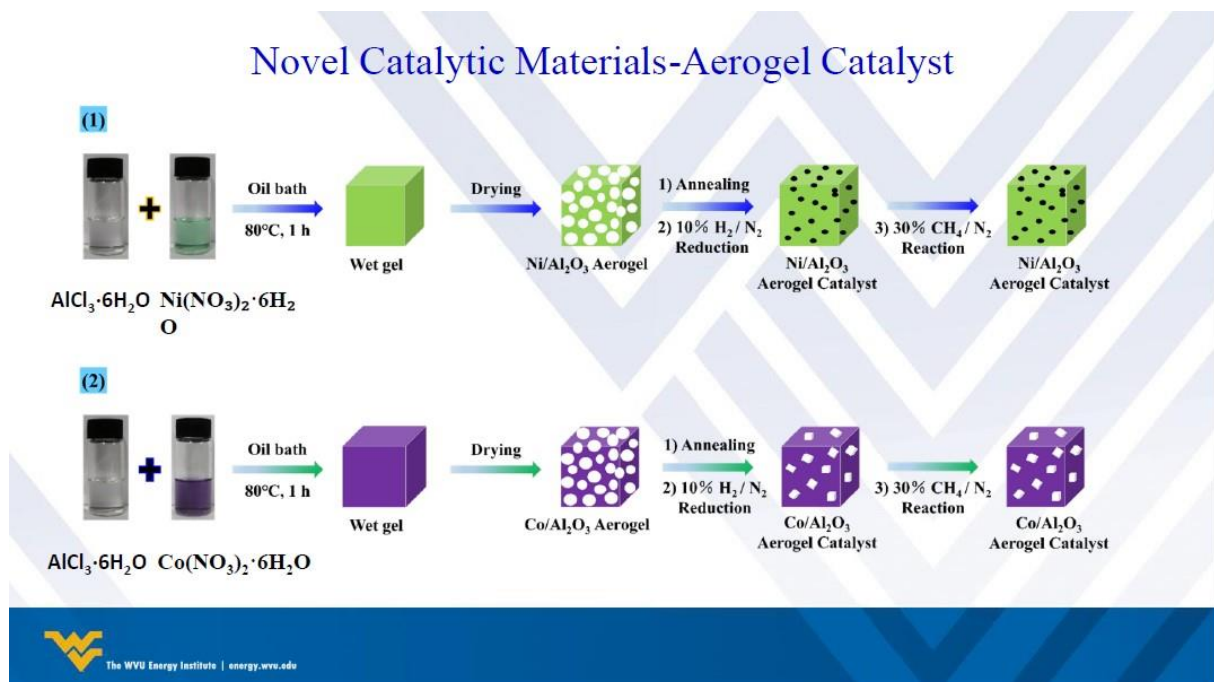 Novel Catalytic Materials-Aerogel Catalyst
(1)
Oil bath
80°C, 1 h
Wet gel
Drying
Ni/Al₂O₃ Aerogel
1) Annealing
2) 10% H₂ / N₂
Reduction
Ni/Al₂O₃
Aerogel Catalyst
3) 30% CH₄ / N₂
Reaction
Ni/Al₂O₃
Aerogel Catalyst
AlCl₃·6H₂O Ni(NO₃)₂·6H₂
O
(2)
Oil bath
80°C, 1 h
Wet gel
Drying
Co/Al₂O₃ Aerogel
1) Annealing
2) 10% H₂ / N₂
Reduction
Co/Al₂O₃
Aerogel Catalyst
3) 30% CH₄ / N₂
Reaction
Co/Al₂O₃
Aerogel Catalyst
AlCl₃·6H₂O Co(NO₃)₂·6H₂O
The WVU Energy Institute | energy.wvu.edu